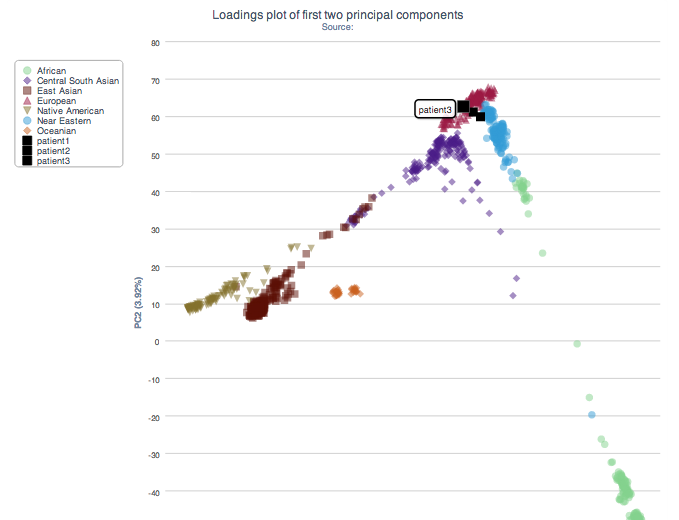 Loadings plot of first two principal components
Source:
African
Central South Asian
East Asian
European
Native American
Near Eastern
Oceanian
patient1
patient2
patient3
patient3
PC2 (3.92%)
80
70
60
50
40
30
20
10
0
-10
-20
-30
-40